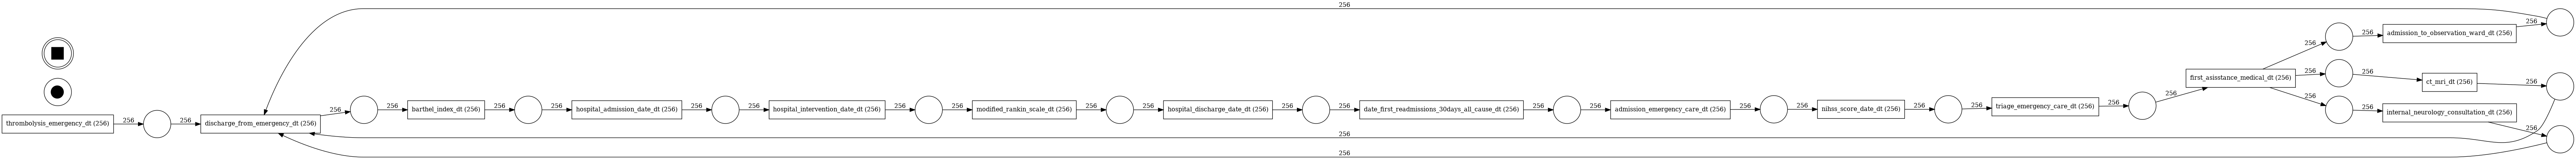 256
256
admission_to_observation_ward_dt (256)
256
256
first_asisstance_medical_dt (256)
256
256
ct_mri_dt (256)
256
thrombolysis_emergency_dt (256)
256
256
discharge_from_emergency_dt (256)
256
256
barthel_index_dt (256)
256
256
hospital_admission_date_dt (256)
256
256
hospital_intervention_date_dt (256)
256
256
modified_rankin_scale_dt (256)
256
256
hospital_discharge_date_dt (256)
256
256
date_first_readmissions_30days_all_cause_dt (256)
256
256
admission_emergency_care_dt (256)
256
256
nihss_score_date_dt (256)
256
256
triage_emergency_care_dt (256)
256
256
256
256
internal_neurology_consultation_dt (256)
256
256
256